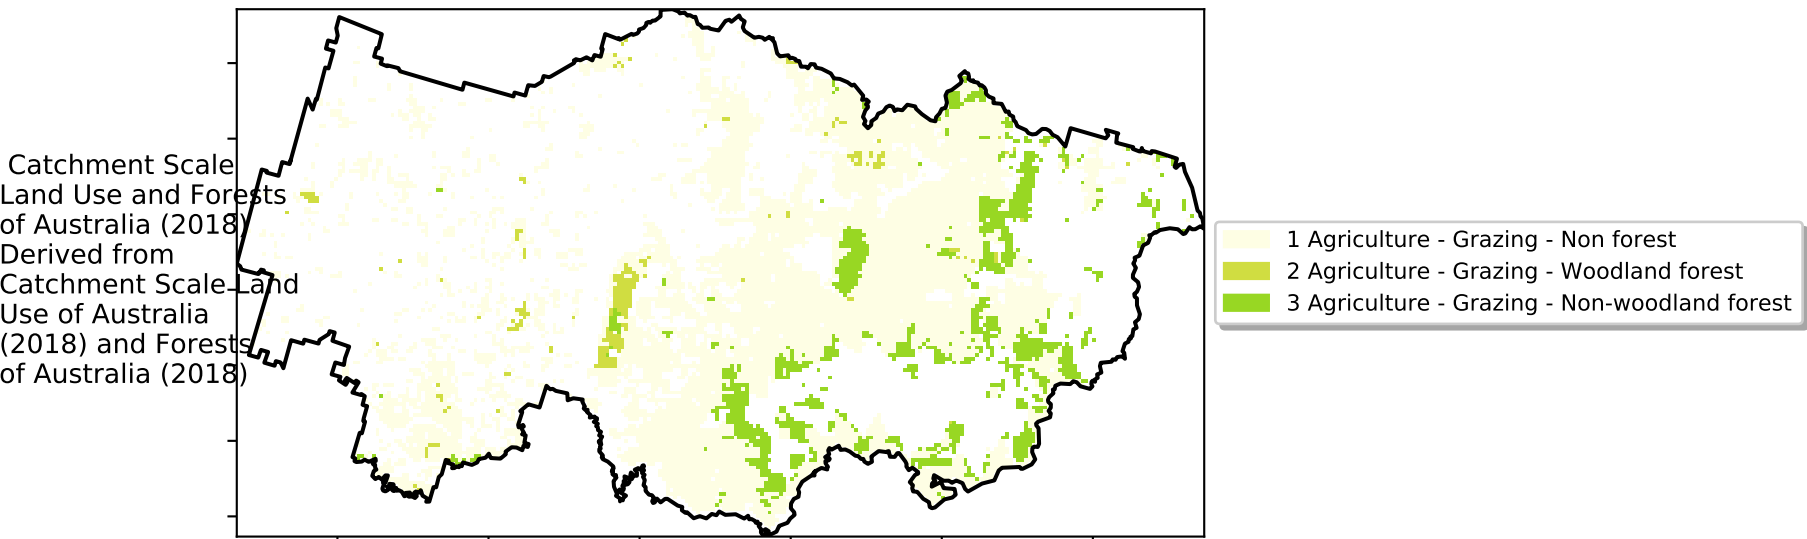 Catchment Scale
Land Use and Forests
of Australia (2018)
Derived from
Catchment Scale Land
Use of Australia
(2018) and Forests
of Australia (2018)
1 Agriculture - Grazing - Non forest
2 Agriculture - Grazing - Woodland forest
3 Agriculture - Grazing - Non-woodland forest